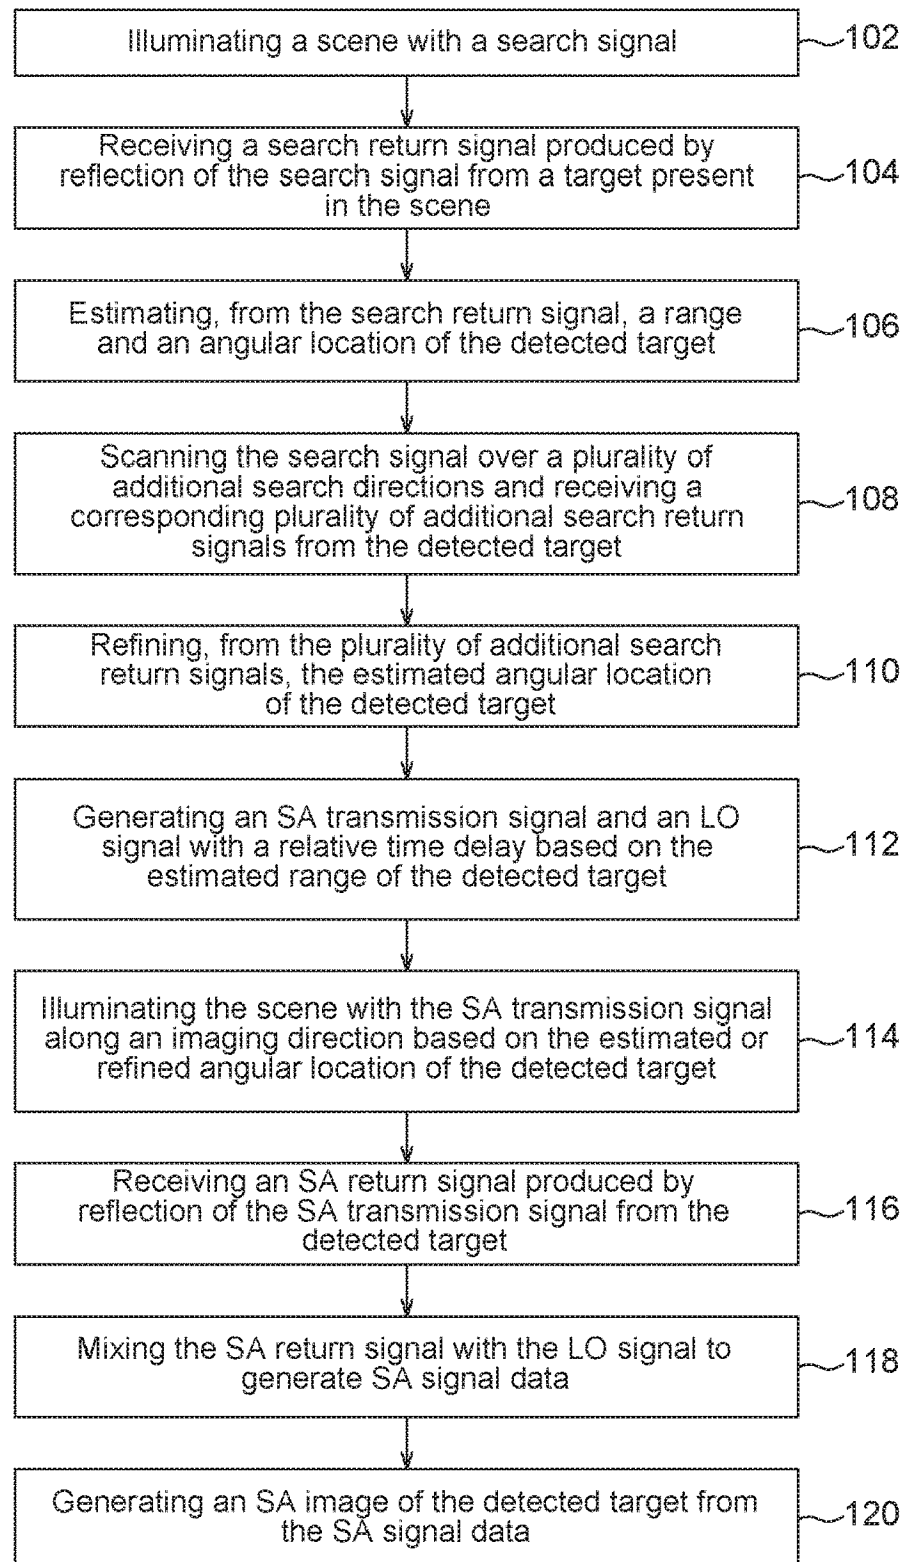 Illuminating a scene with a search signal
102
Receiving a search return signal produced by
reflection of the search signal from a target present
in the scene
104
Estimating, from the search return signal, a range
and an angular location of the detected target
106
Scanning the search signal over a plurality of
additional search directions and receiving a
corresponding plurality of additional search return
signals from the detected target
108
Refining, from the plurality of additional search
return signals, the estimated angular location
of the detected target
110
Generating an SA transmission signal and an LO
signal with a relative time delay based on the
estimated range of the detected target
112
Illuminating the scene with the SA transmission signal
along an imaging direction based on the estimated or
refined angular location of the detected target
114
Receiving an SA return signal produced by
reflection of the SA transmission signal from the
detected target
116
Mixing the SA return signal with the LO signal to
generate SA signal data
118
Generating an SA image of the detected target from
the SA signal data
120